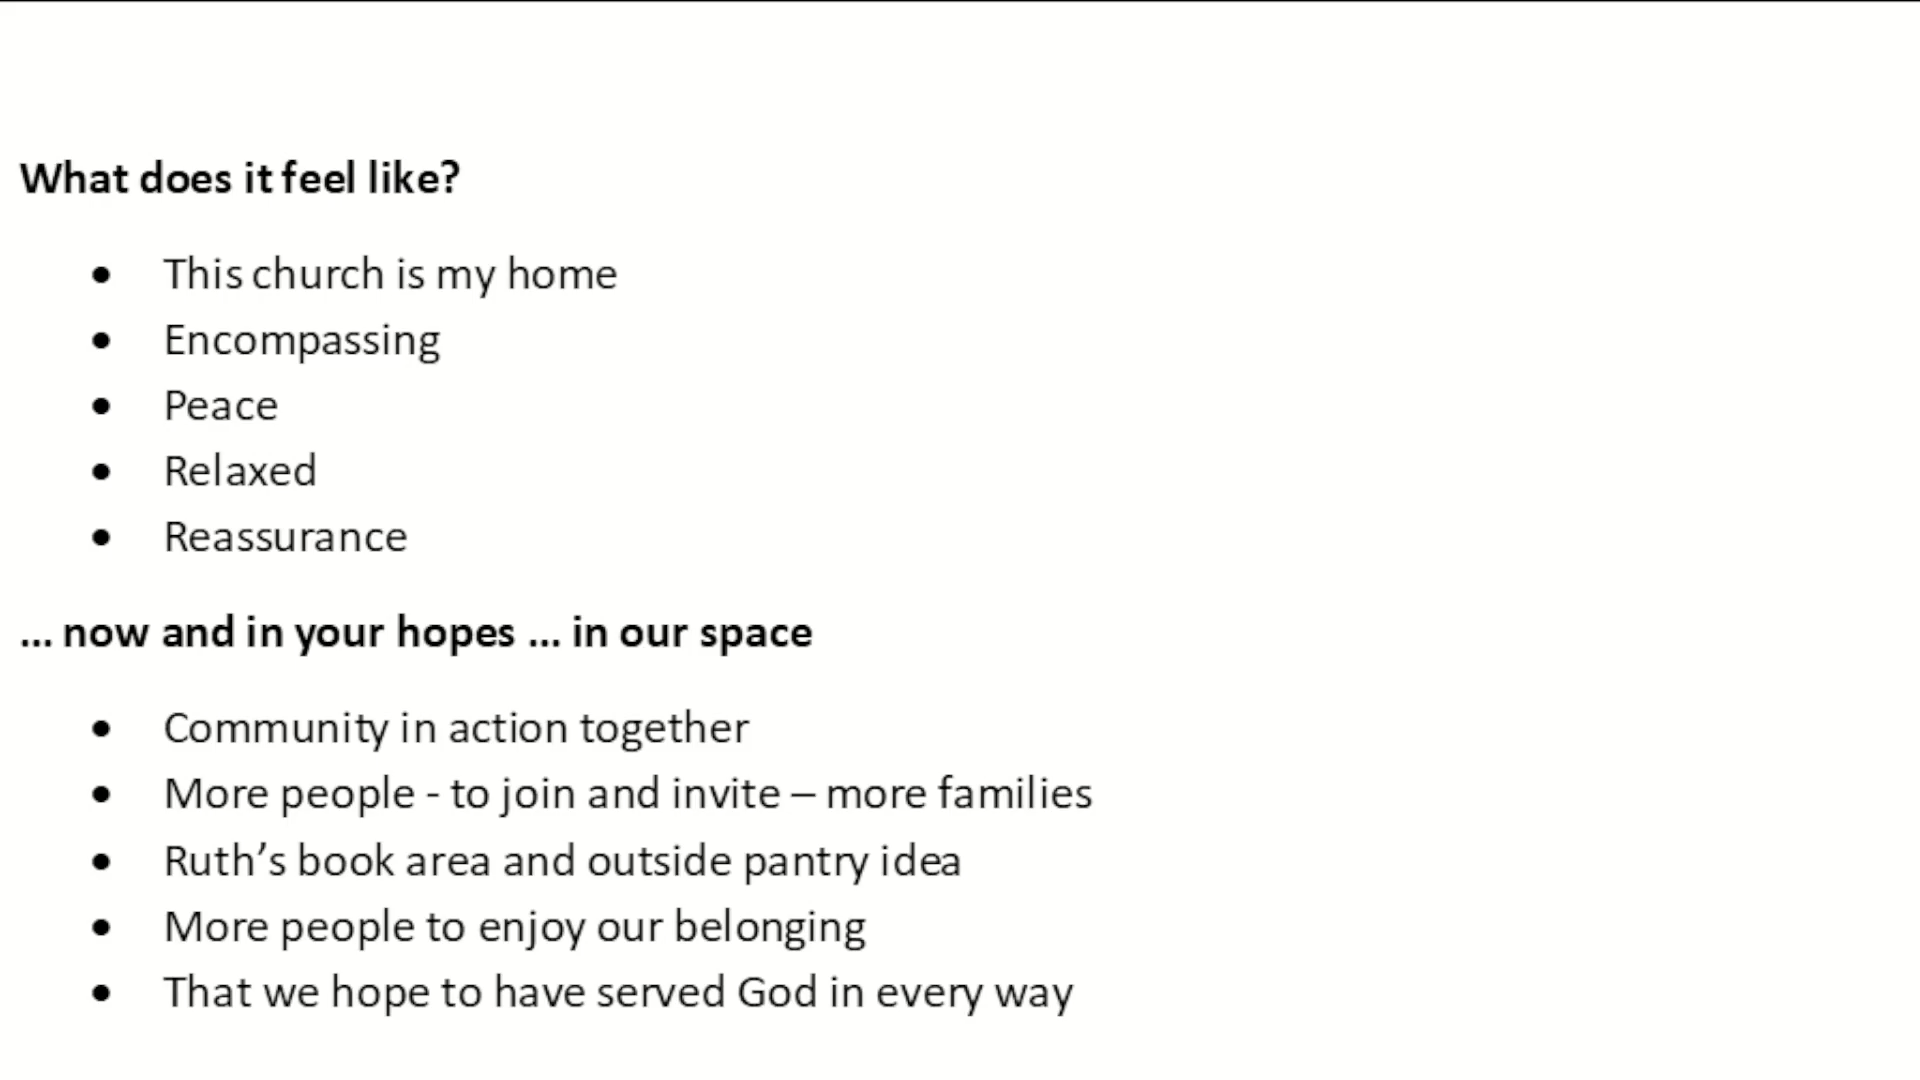 What does it feel like?
• This church is my home
• Encompassing
• Peace
• Relaxed
• Reassurance
... now and in your hopes ... in our space
• Community in action together
• More people - to join and invite – more families
• Ruth’s book area and outside pantry idea
• More people to enjoy our belonging
• That we hope to have served God in every way